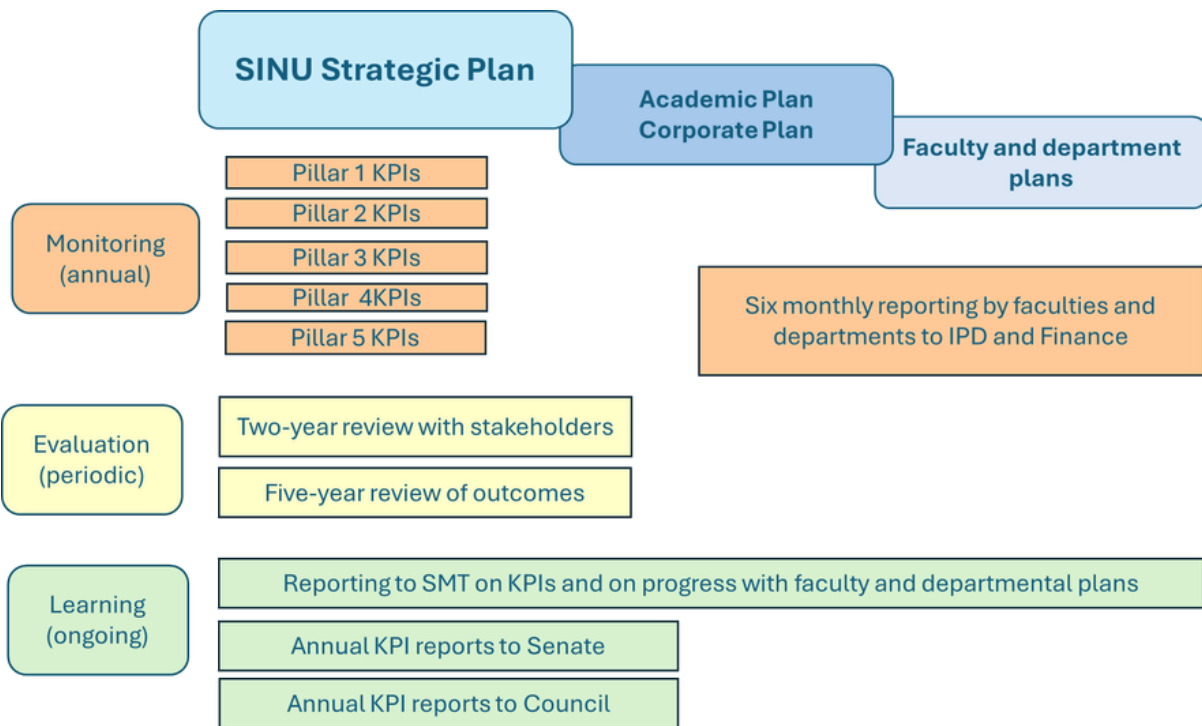 SINU Strategic Plan
Academic Plan
Corporate Plan
Faculty and department
plans
Monitoring
(annual)
Pillar 1 KPIs
Pillar 2 KPIs
Pillar 3 KPIs
Pillar  4KPIs
Pillar 5 KPIs
Six monthly reporting by faculties and
departments to IPD and Finance
Evaluation
(periodic)
Two-year review with stakeholders
Five-year review of outcomes
Learning
(ongoing)
Reporting to SMT on KPIs and on progress with faculty and departmental plans
Annual KPI reports to Senate
Annual KPI reports to Council